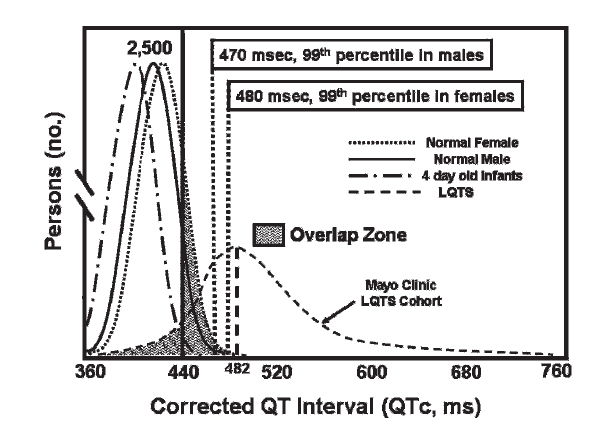 2,500
470 msec, 99th percentile in males
480 msec, 99th percentile in females
Normal Female
Normal Male
4 day old Infants
LQTS
Overlap Zone
Mayo Clinic
LQTS Cohort
Persons (no.)
360 440 482 520 600 680 760
Corrected QT Interval (QTc, ms)